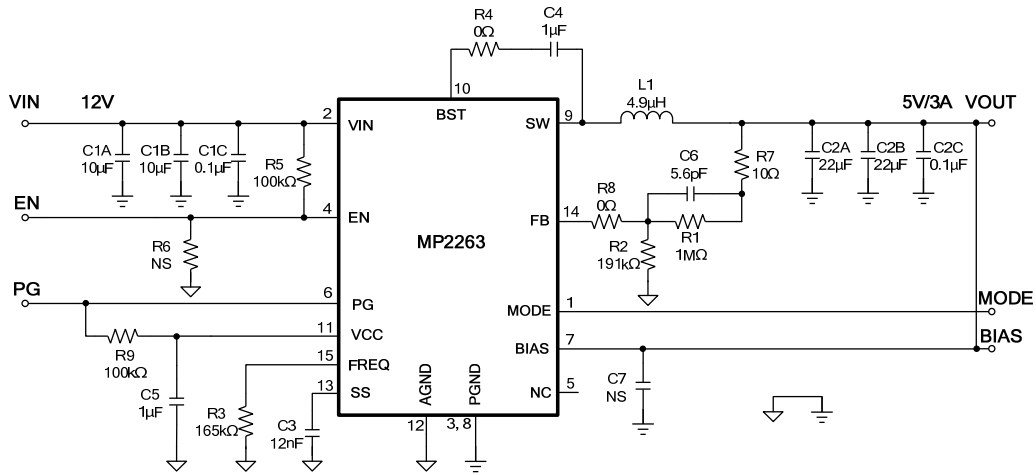 R4
0Ω
C4
1µF
10
BST
VIN
12V
2
VIN
C1A
10µF
C1B
10µF
C1C
0.1µF
R5
100kΩ
EN
4
EN
R6
NS
PG
6
PG
R9
100kΩ
11
VCC
C5
1µF
15
FREQ
R3
165kΩ
13
SS
C3
12nF
MP2263
AGND
12
PGND
3, 8
SW
9
L1
4.9µH
5V/3A
VOUT
C6
5.6pF
R7
10Ω
C2A
22µF
C2B
22µF
C2C
0.1µF
FB
14
R8
0Ω
R2
191kΩ
R1
1MΩ
MODE
1
MODE
BIAS
7
BIAS
C7
NS
NC
5